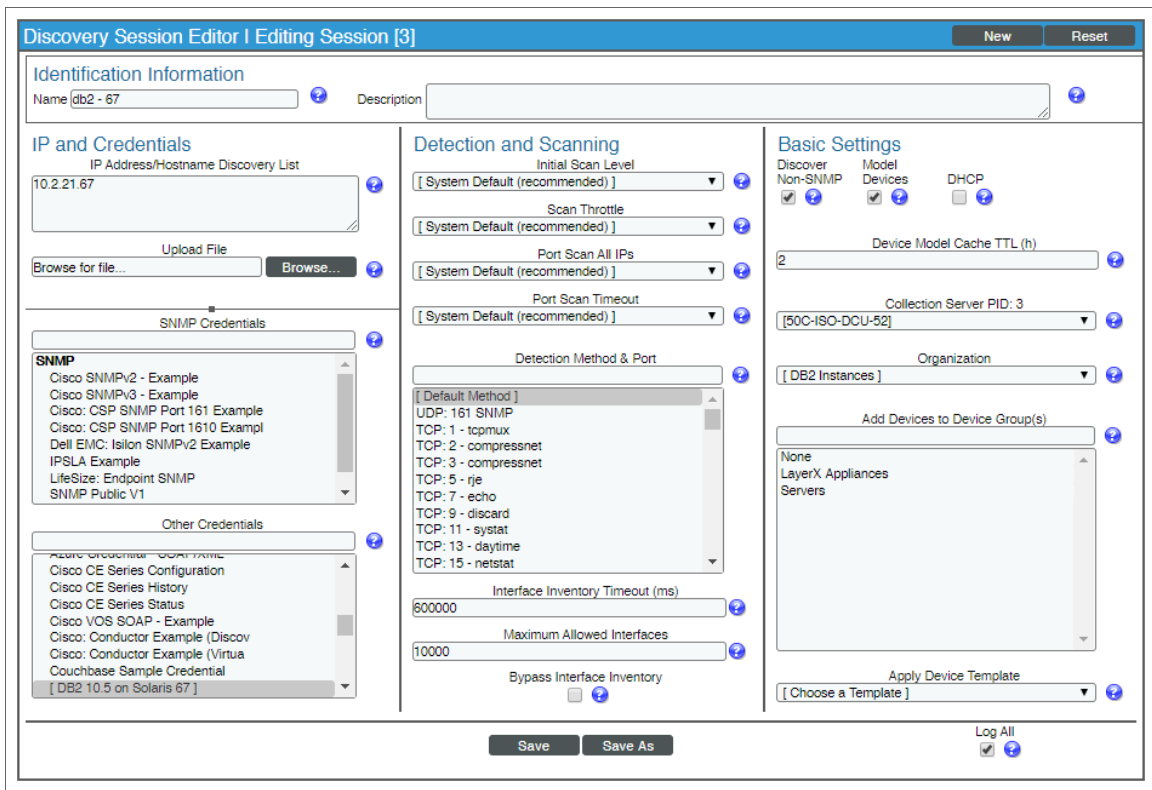 Discovery Session Editor | Editing Session [3]
New
Reset
Identification Information
Name
db2 - 67
Description
IP and Credentials
IP Address/Hostname Discovery List
10.2.21.67
Upload File
Browse for file...
Browse...
SNMP Credentials
SNMP
Cisco SNMPv2 - Example
Cisco SNMPv3 - Example
Cisco: CSP SNMP Port 161 Example
Cisco: CSP SNMP Port 1610 Exampl
Dell EMC: Isilon SNMPv2 Example
IPSLA Example
LifeSize: Endpoint SNMP
SNMP Public V1
Other Credentials
Azure Credential - SOAP/XML
Cisco CE Series Configuration
Cisco CE Series History
Cisco CE Series Status
Cisco VOS SOAP - Example
Cisco: Conductor Example (Discov
Cisco: Conductor Example (Virtua
Couchbase Sample Credential
[ DB2 10.5 on Solaris 67 ]
Detection and Scanning
Initial Scan Level
[ System Default (recommended) ]
Scan Throttle
[ System Default (recommended) ]
Port Scan All IPs
[ System Default (recommended) ]
Port Scan Timeout
[ System Default (recommended) ]
Detection Method & Port
[ Default Method ]
UDP: 161 SNMP
TCP: 1 - tcpmux
TCP: 2 - compressnet
TCP: 3 - compressnet
TCP: 5 - rje
TCP: 7 - echo
TCP: 9 - discard
TCP: 11 - systat
TCP: 13 - daytime
TCP: 15 - netstat
Interface Inventory Timeout (ms)
600000
Maximum Allowed Interfaces
10000
Bypass Interface Inventory
Basic Settings
Discover
Non-SNMP
Model
Devices
DHCP
Device Model Cache TTL (h)
2
Collection Server PID: 3
[50C-ISO-DCU-52]
Organization
[ DB2 Instances ]
Add Devices to Device Group(s)
None
LayerX Appliances
Servers
Apply Device Template
[ Choose a Template ]
Save
Save As
Log All